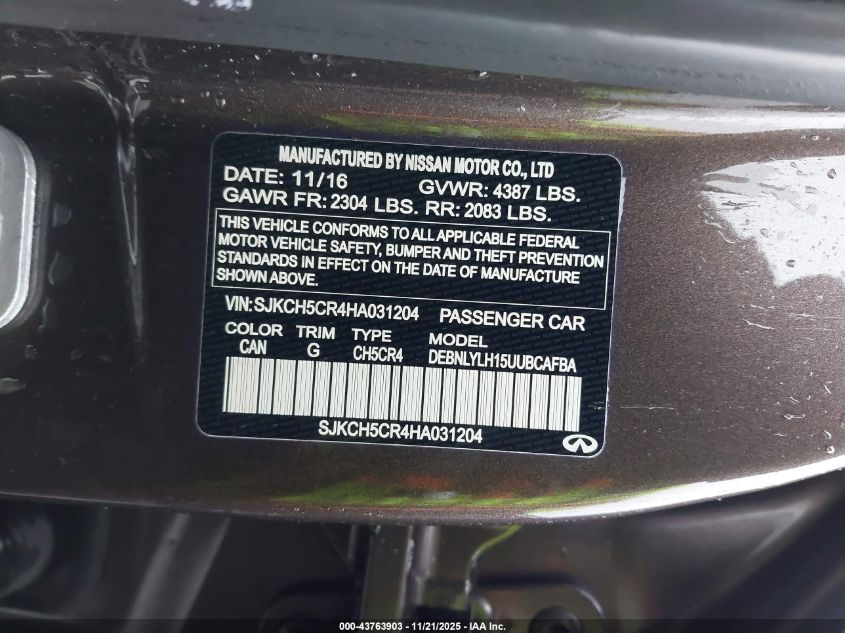 MANUFACTURED BY NISSAN MOTOR CO., LTD
DATE: 11/16 GVWR: 4387 LBS.
GAWR FR: 2304 LBS. RR: 2083 LBS.
THIS VEHICLE CONFORMS TO ALL APPLICABLE FEDERAL
MOTOR VEHICLE SAFETY, BUMPER AND THEFT PREVENTION
STANDARDS IN EFFECT ON THE DATE OF MANUFACTURE
SHOWN ABOVE.
VIN: SJKCH5CR4HA031204 PASSENGER CAR
COLOR TRIM TYPE MODEL
CAN G CH5CR4 DEBNLYLH15UUBCAFBA
SJKCH5CR4HA031204
000-43763903 - 11/21/2025 - IAA Inc.